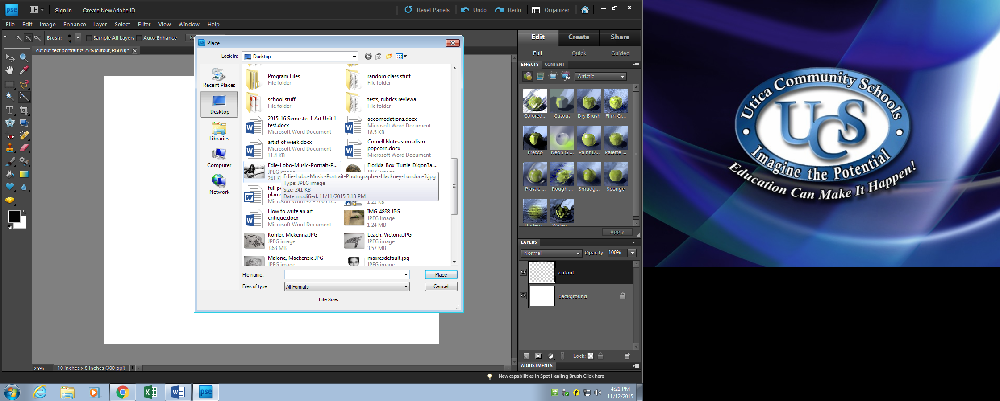 pse
Sign In
Create New Adobe ID
Reset Panels
Undo
Redo
Organizer
File Edit Image Enhance Layer Select Filter View Window Help
Brush:
9
Sample All Layers
Auto-Enhance
cut out text portrait @ 25% (cutout, RGB/8) *
Place
Look in:
Desktop
Recent Places
Desktop
Libraries
Computer
Network
Program Files
File folder
random class stuff
File folder
school stuff
File folder
tests, rubrics reviewa
File folder
2015-16 Semester 1 Art Unit 1
test.docx
Microsoft Word Document
accomodations.docx
Microsoft Word Document
18.5 KB
artist of week.docx
Microsoft Word Document
11.4 KB
Cornell Notes surrealism
popcorn.docx
Microsoft Word Document
Edie-Lobo-Music-Portrait-P...
JPEG image
241 K
Florida_Box_Turtle_Digon3a....
JPEG image
Edie-Lobo-Music-Portrait-Photographer-Hackney-London-3.jpg
Type: JPEG image
Size: 241 KB
Date modified: 11/11/2015 3:18 PM
full p
plan.
Microsoft Word 97 - 2003 D...
1.21 KB
How to write an art
critique.docx
Microsoft Word Document
IMG_4898.JPG
JPEG image
1.24 MB
Kohler, Mckenna.JPG
JPEG image
3.68 MB
Leach, Victoria.JPG
JPEG image
3.57 MB
Malone, Mackenzie.JPG
JPEG image
maxresdefault.jpg
JPEG image
File name:
Place
Files of type:
All Formats
Cancel
File Size:
Edit
Create
Share
Full
Quick
Guided
EFFECTS
CONTENT
Artistic
Colored... Cutout Dry Brush Film Gr...
Fresco Neon Gl... Paint D... Palette ...
Plastic ... Rough ... Smudg... Sponge
Undern Waterc
Apply
LAYERS
Normal
Opacity: 100%
cutout
Background
Lock:
ADJUSTMENTS
25%
10 inches x 8 inches (300 ppi)
New capabilities in Spot Healing Brush.Click here
pse
4:21 PM
11/12/2015
Utica Community Schools
UCS
Imagine the Potential
Education Can Make It Happen!